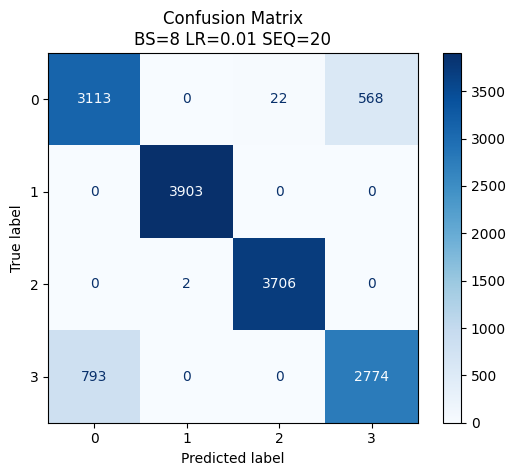 Confusion Matrix
BS=8 LR=0.01 SEQ=20
0 3113 0 22 568
1 0 3903 0 0
2 0 2 3706 0
3 793 0 0 2774
0 1 2 3
Predicted label
True label
3500
3000
2500
2000
1500
1000
500
0